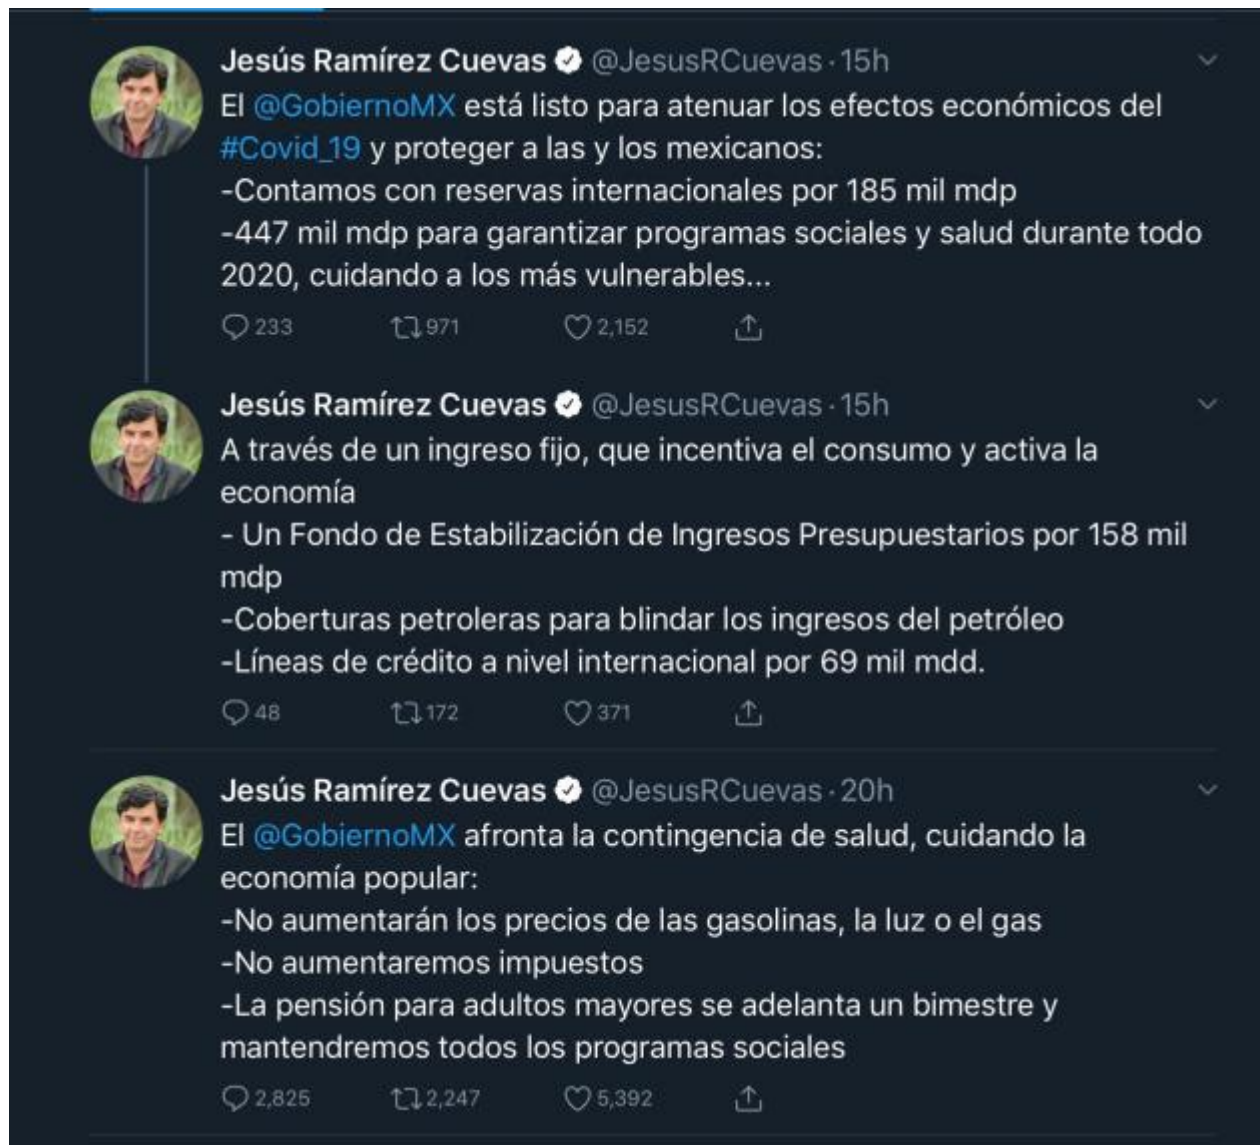 Jesús Ramírez Cuevas @JesusRCuevas · 15h
El @GobiernoMX está listo para atenuar los efectos económicos del
#Covid_19 y proteger a las y los mexicanos:
-Contamos con reservas internacionales por 185 mil mdp
-447 mil mdp para garantizar programas sociales y salud durante todo
2020, cuidando a los más vulnerables...
233 971 2,152
Jesús Ramírez Cuevas @JesusRCuevas · 15h
A través de un ingreso fijo, que incentiva el consumo y activa la
economía
- Un Fondo de Estabilización de Ingresos Presupuestarios por 158 mil
mdp
-Coberturas petroleras para blindar los ingresos del petróleo
-Líneas de crédito a nivel internacional por 69 mil mdd.
48 172 371
Jesús Ramírez Cuevas @JesusRCuevas · 20h
El @GobiernoMX afronta la contingencia de salud, cuidando la
economía popular:
-No aumentarán los precios de las gasolinas, la luz o el gas
-No aumentaremos impuestos
-La pensión para adultos mayores se adelanta un bimestre y
mantendremos todos los programas sociales
2,825 2,247 5,392